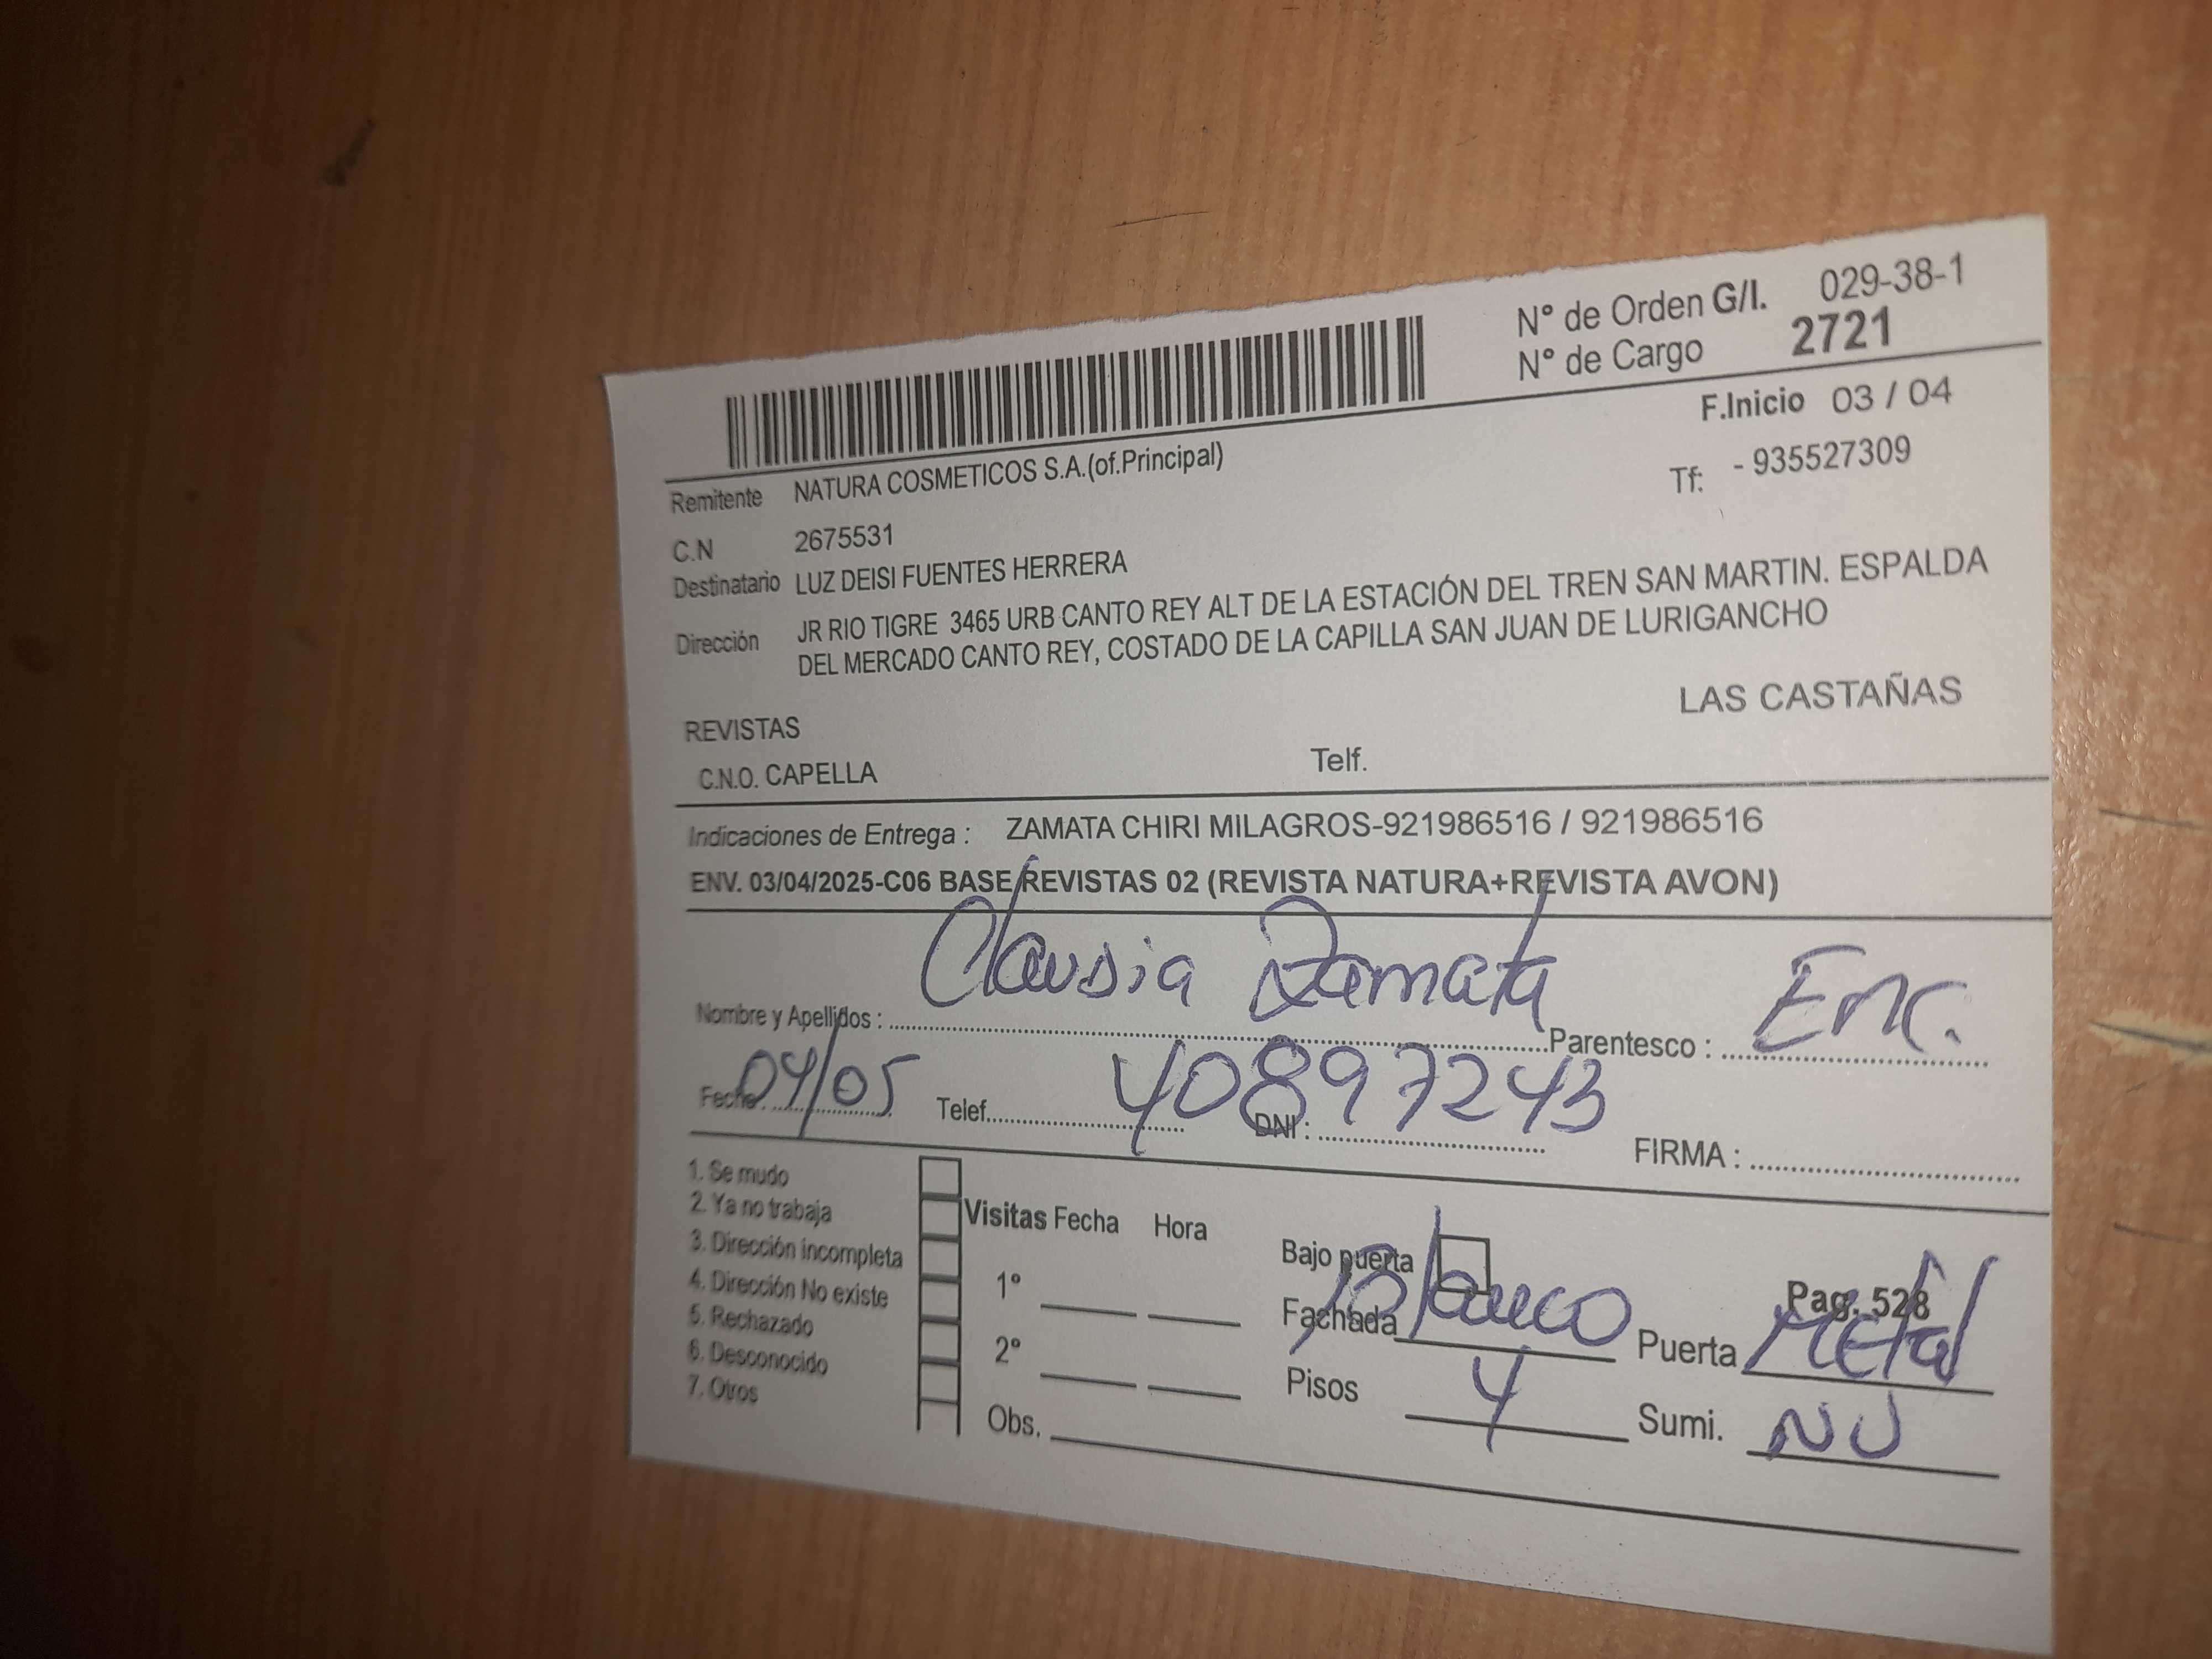 N° de Orden G/I. 029-38-1
N° de Cargo 2721
F.Inicio 03 / 04
Remitente NATURA COSMETICOS S.A.(of.Principal)
Tf: - 935527309
C.N 2675531
Destinatario LUZ DEISI FUENTES HERRERA
Dirección JR RIO TIGRE 3465 URB CANTO REY ALT DE LA ESTACIÓN DEL TREN SAN MARTIN. ESPALDA
DEL MERCADO CANTO REY, COSTADO DE LA CAPILLA SAN JUAN DE LURIGANCHO
LAS CASTAÑAS
REVISTAS
C.N.O. CAPELLA Telf.
Indicaciones de Entrega : ZAMATA CHIRI MILAGROS-921986516 / 921986516
ENV. 03/04/2025-C06 BASE REVISTAS 02 (REVISTA NATURA+REVISTA AVON)
Nombre y Apellidos : Claudia Zamata Parentesco : Enc.
Fecha 04/05 Telef. DNI : 40897243 FIRMA :
1. Se mudo
2. Ya no trabaja
3. Dirección incompleta
4. Dirección No existe
5. Rechazado
6. Desconocido
7. Otros
Visitas Fecha Hora
1°
2°
Obs.
Bajo puerta
Pag. 528
Fachada Blanco Puerta Metal
Pisos 4 Sumi. NU